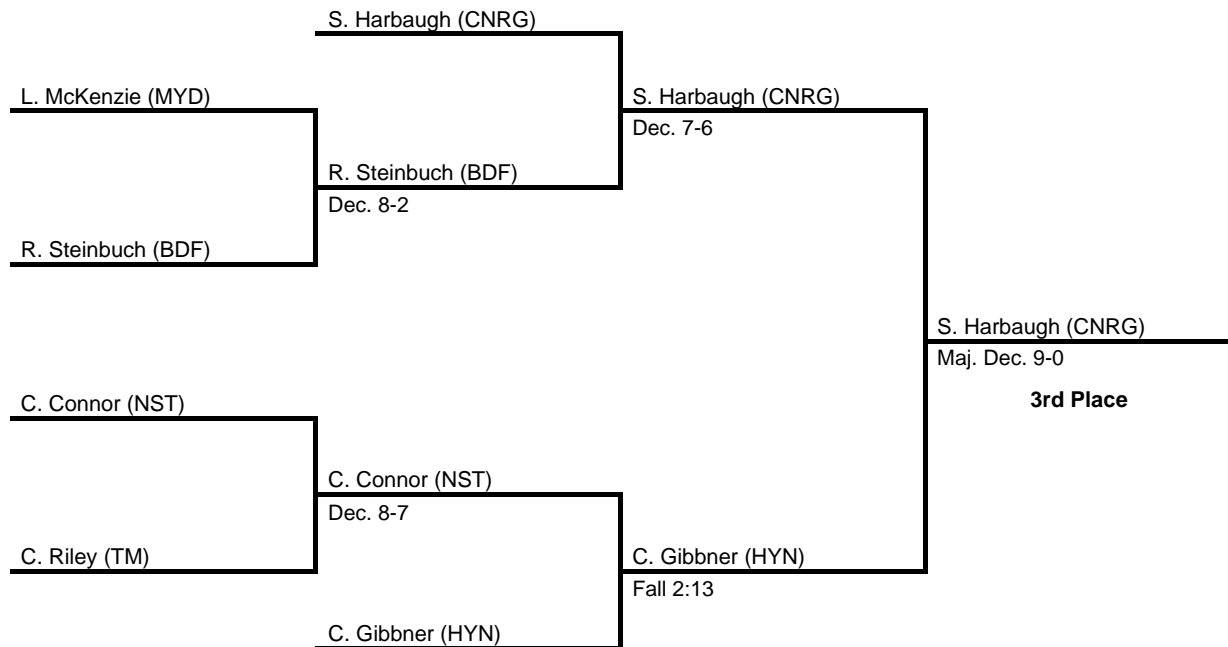 S. Harbaugh (CNRG)
L. McKenzie (MYD)
S. Harbaugh (CNRG)
Dec. 7-6
R. Steinbuch (BDF)
Dec. 8-2
R. Steinbuch (BDF)
S. Harbaugh (CNRG)
Maj. Dec. 9-0
3rd Place
C. Connor (NST)
C. Connor (NST)
Dec. 8-7
C. Riley (TM)
C. Gibbner (HYN)
Fall 2:13
C. Gibbner (HYN)